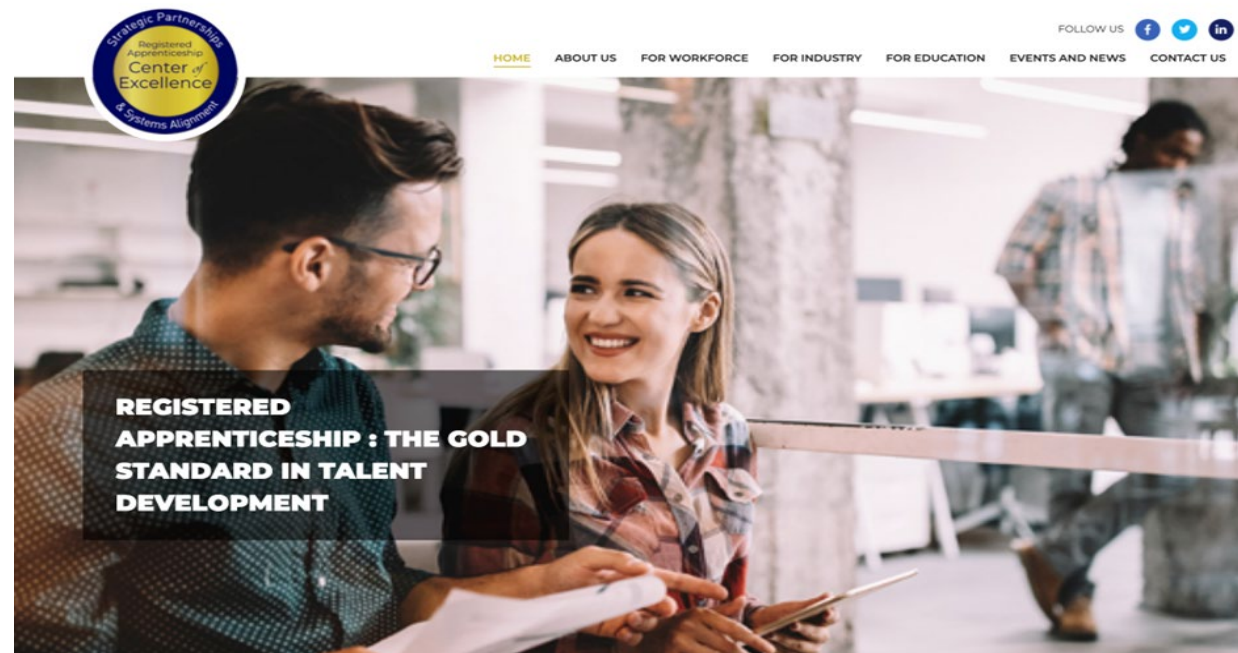 Strategic Partnerships
Registered
Apprenticeship
Center of
Excellence
& Systems Alignment
FOLLOW US
f
in
HOME ABOUT US FOR WORKFORCE FOR INDUSTRY FOR EDUCATION EVENTS AND NEWS CONTACT US
REGISTERED
APPRENTICESHIP : THE GOLD
STANDARD IN TALENT
DEVELOPMENT